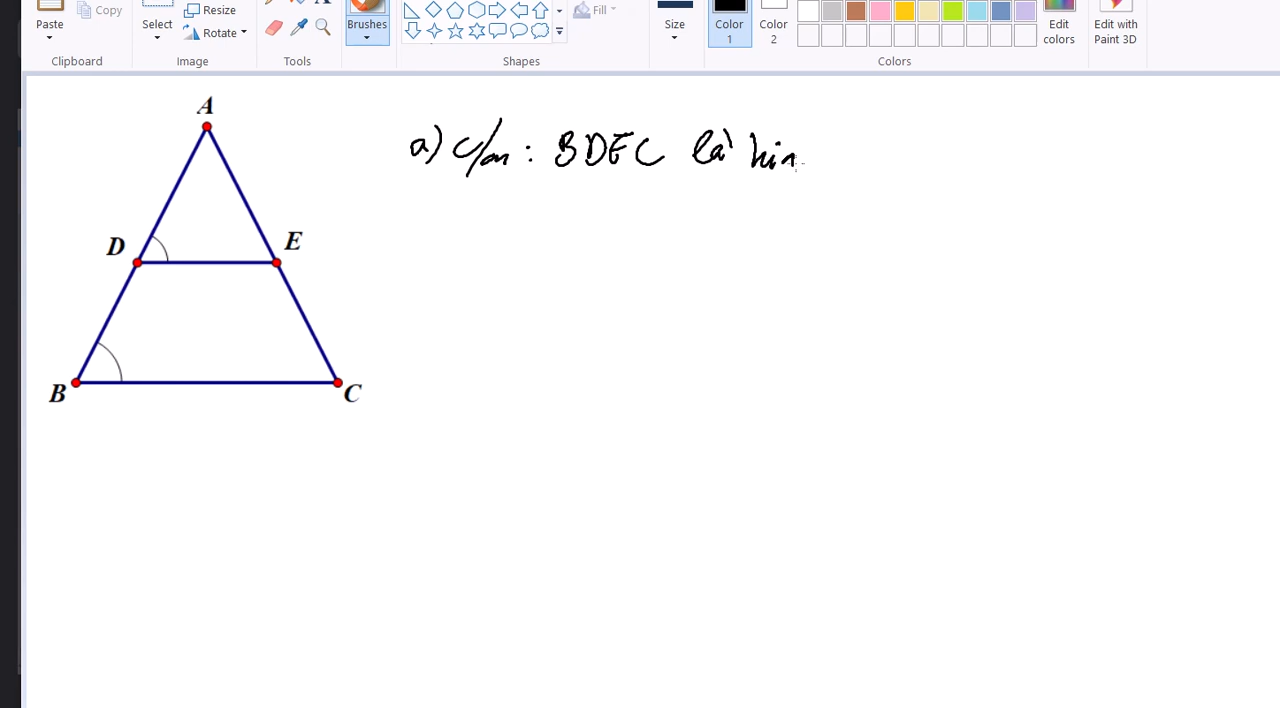 Paste
Copy
Clipboard
Select
Resize
Rotate
Image
A
Tools
Brushes
Fill
Shapes
Size
Color
1
Color
2
Edit
colors
Colors
Edit with
Paint 3D
A
a) c/m : BDEC là hìn
D
E
B
C